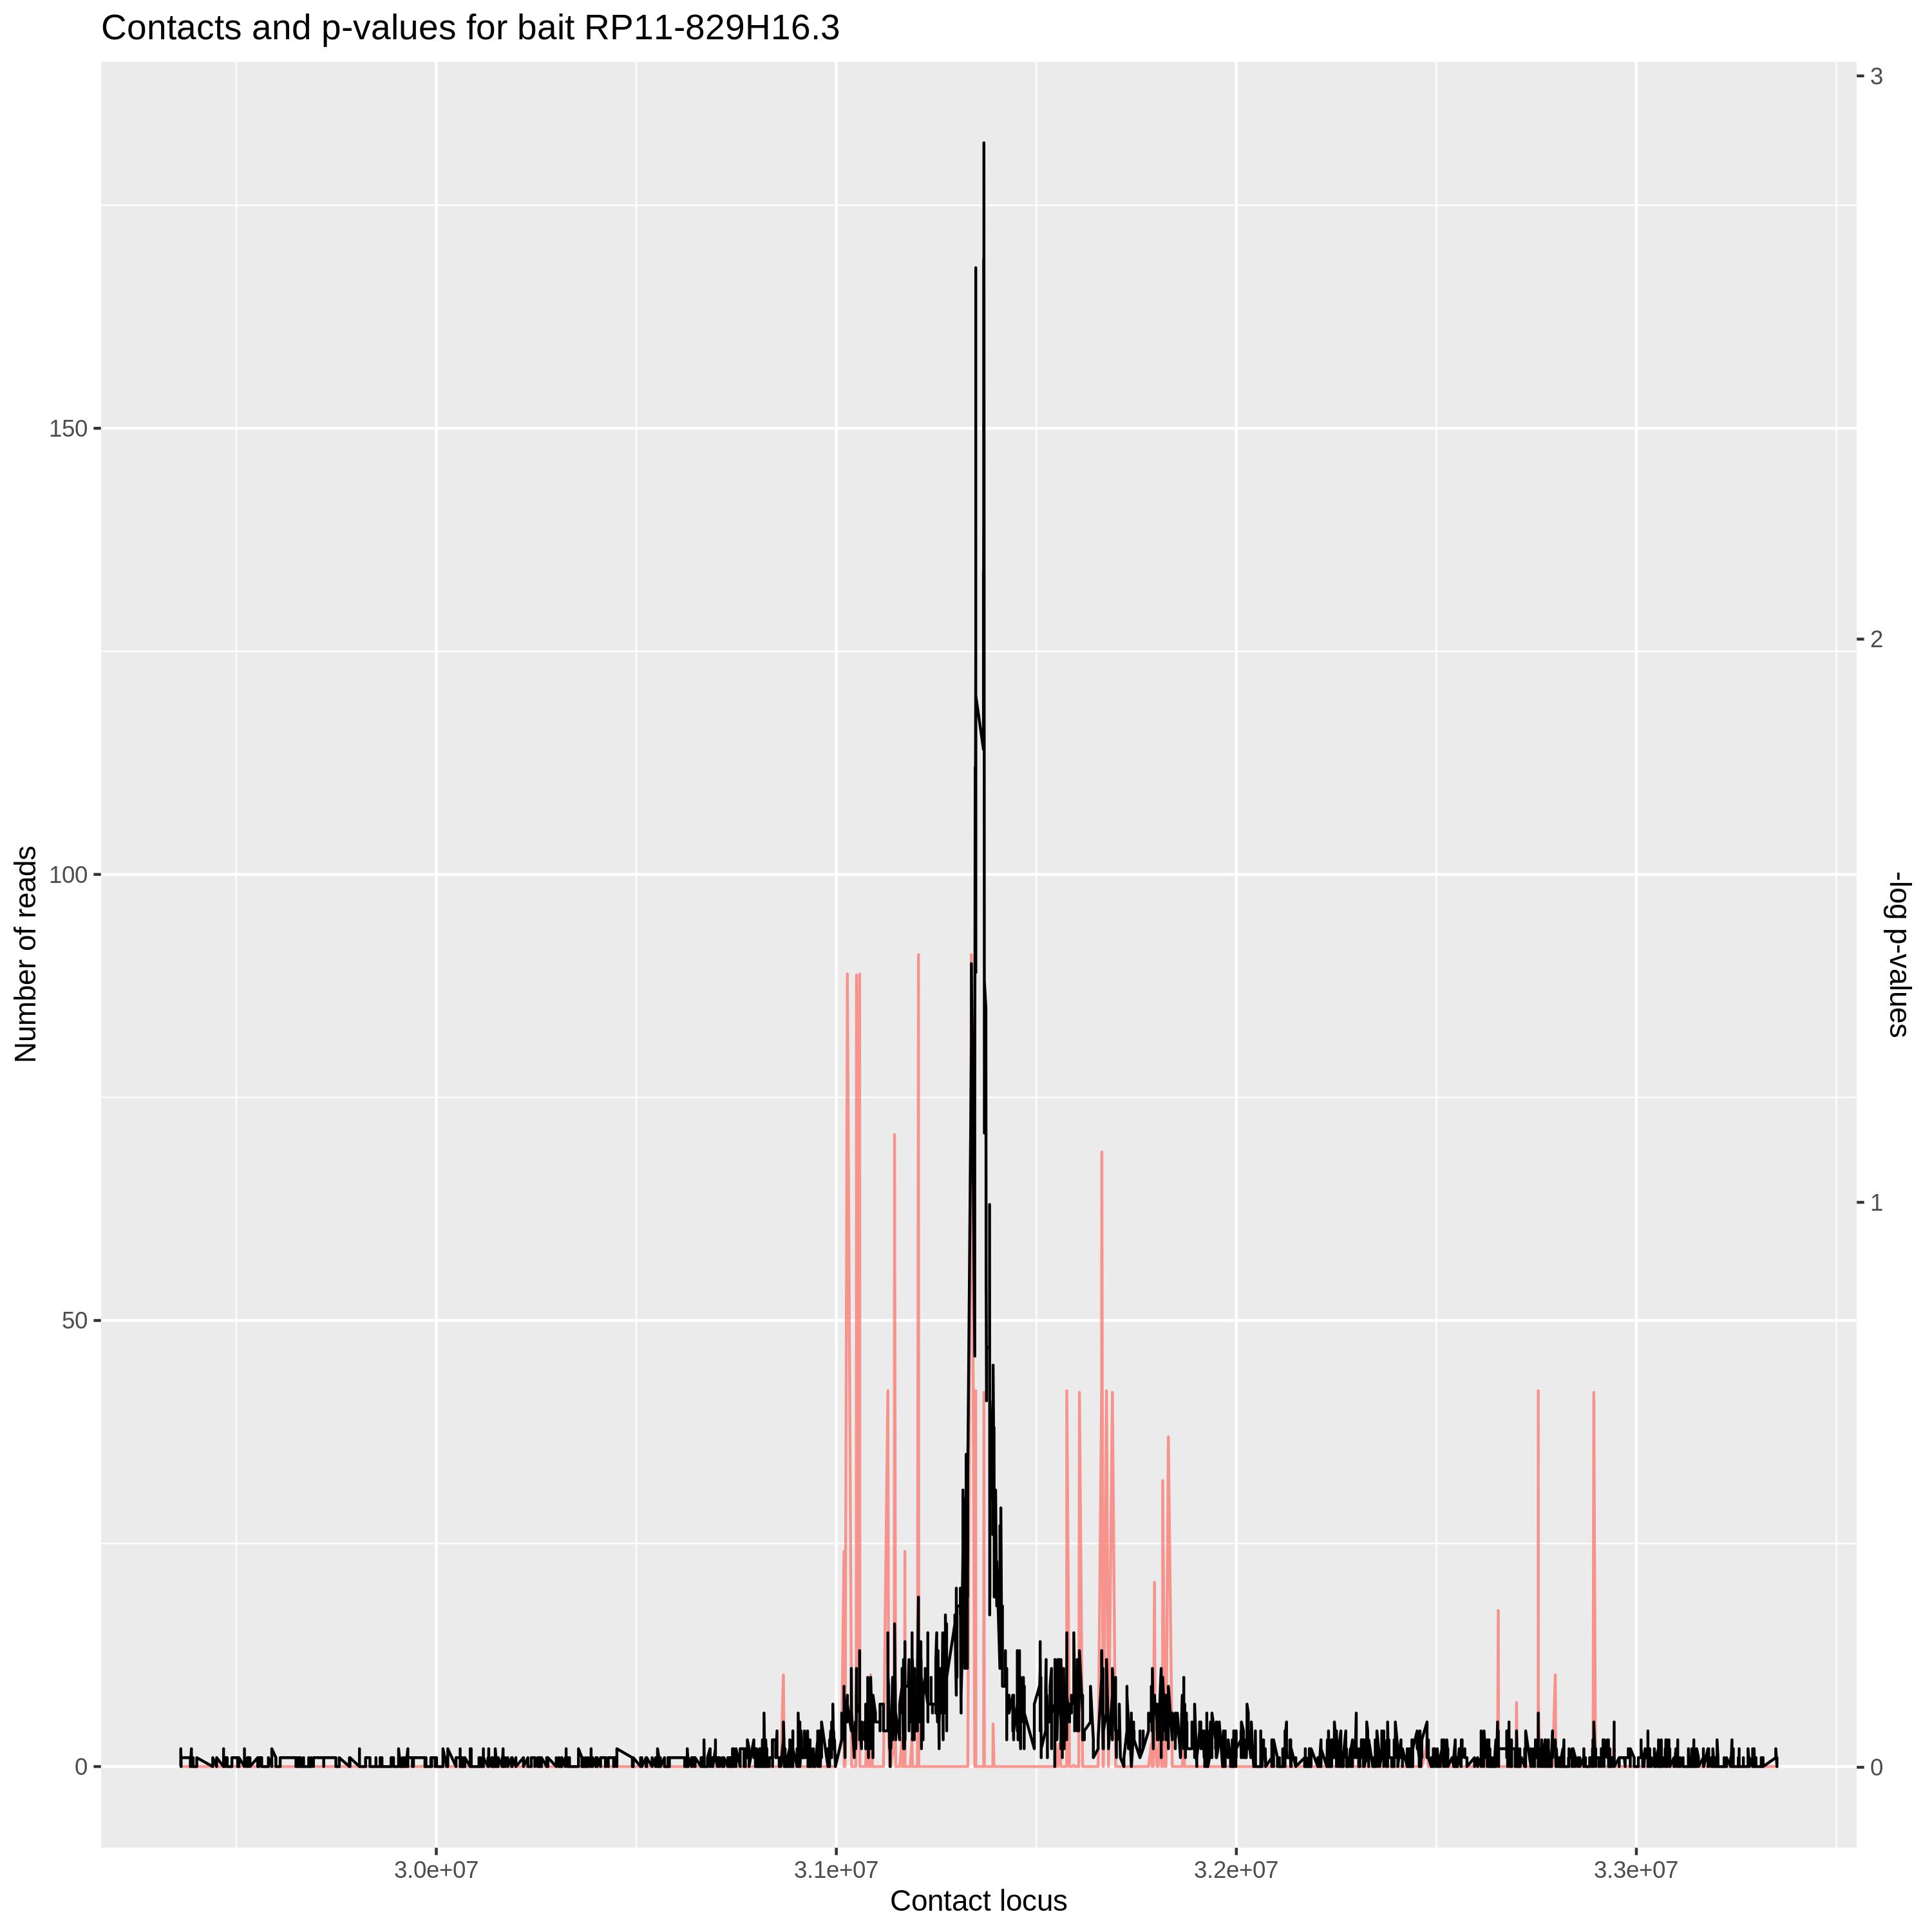 Contacts and p-values for bait RP11-829H16.3
3
150
2
100
Number of reads
-log p-values
1
50
0
0
3.0e+07
3.1e+07
3.2e+07
3.3e+07
Contact locus